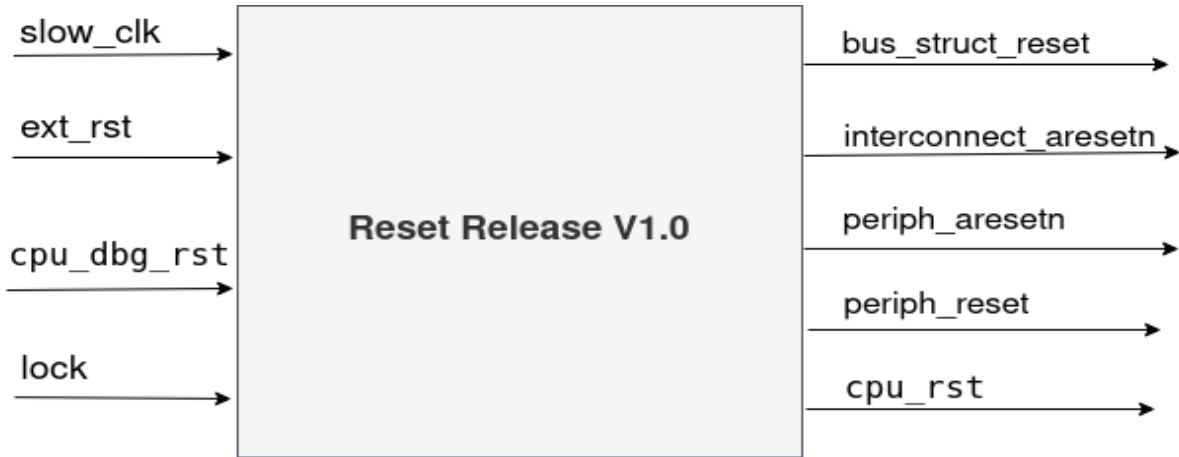 slow_clk
ext_rst
cpu_dbg_rst
lock
Reset Release V1.0
bus_struct_reset
interconnect_aresetn
periph_aresetn
periph_reset
cpu_rst